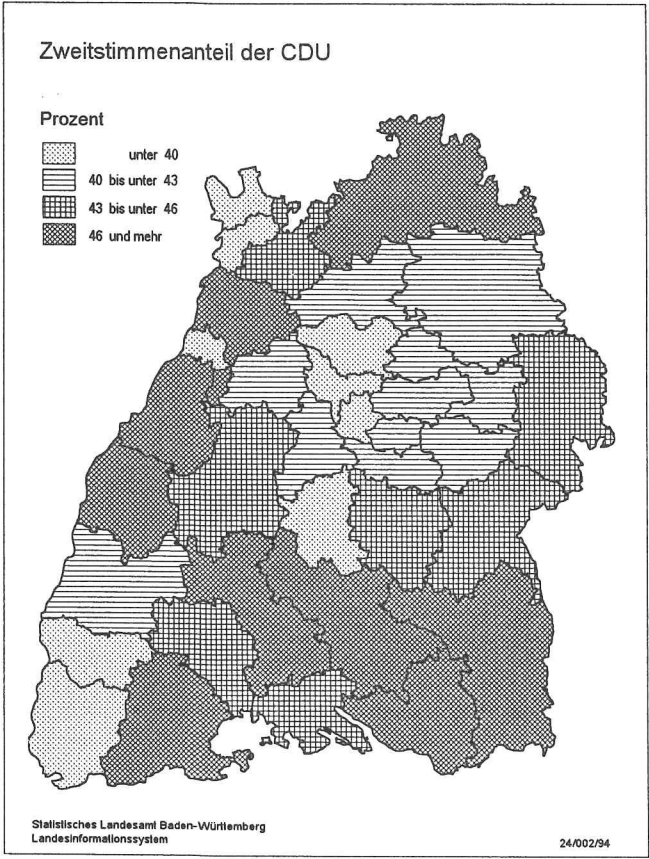 Zweitstimmenanteil der CDU
Prozent
unter 40
40 bis unter 43
43 bis unter 46
46 und mehr
Statistisches Landesamt Baden-Württemberg
Landesinformationssystem
24/002/94